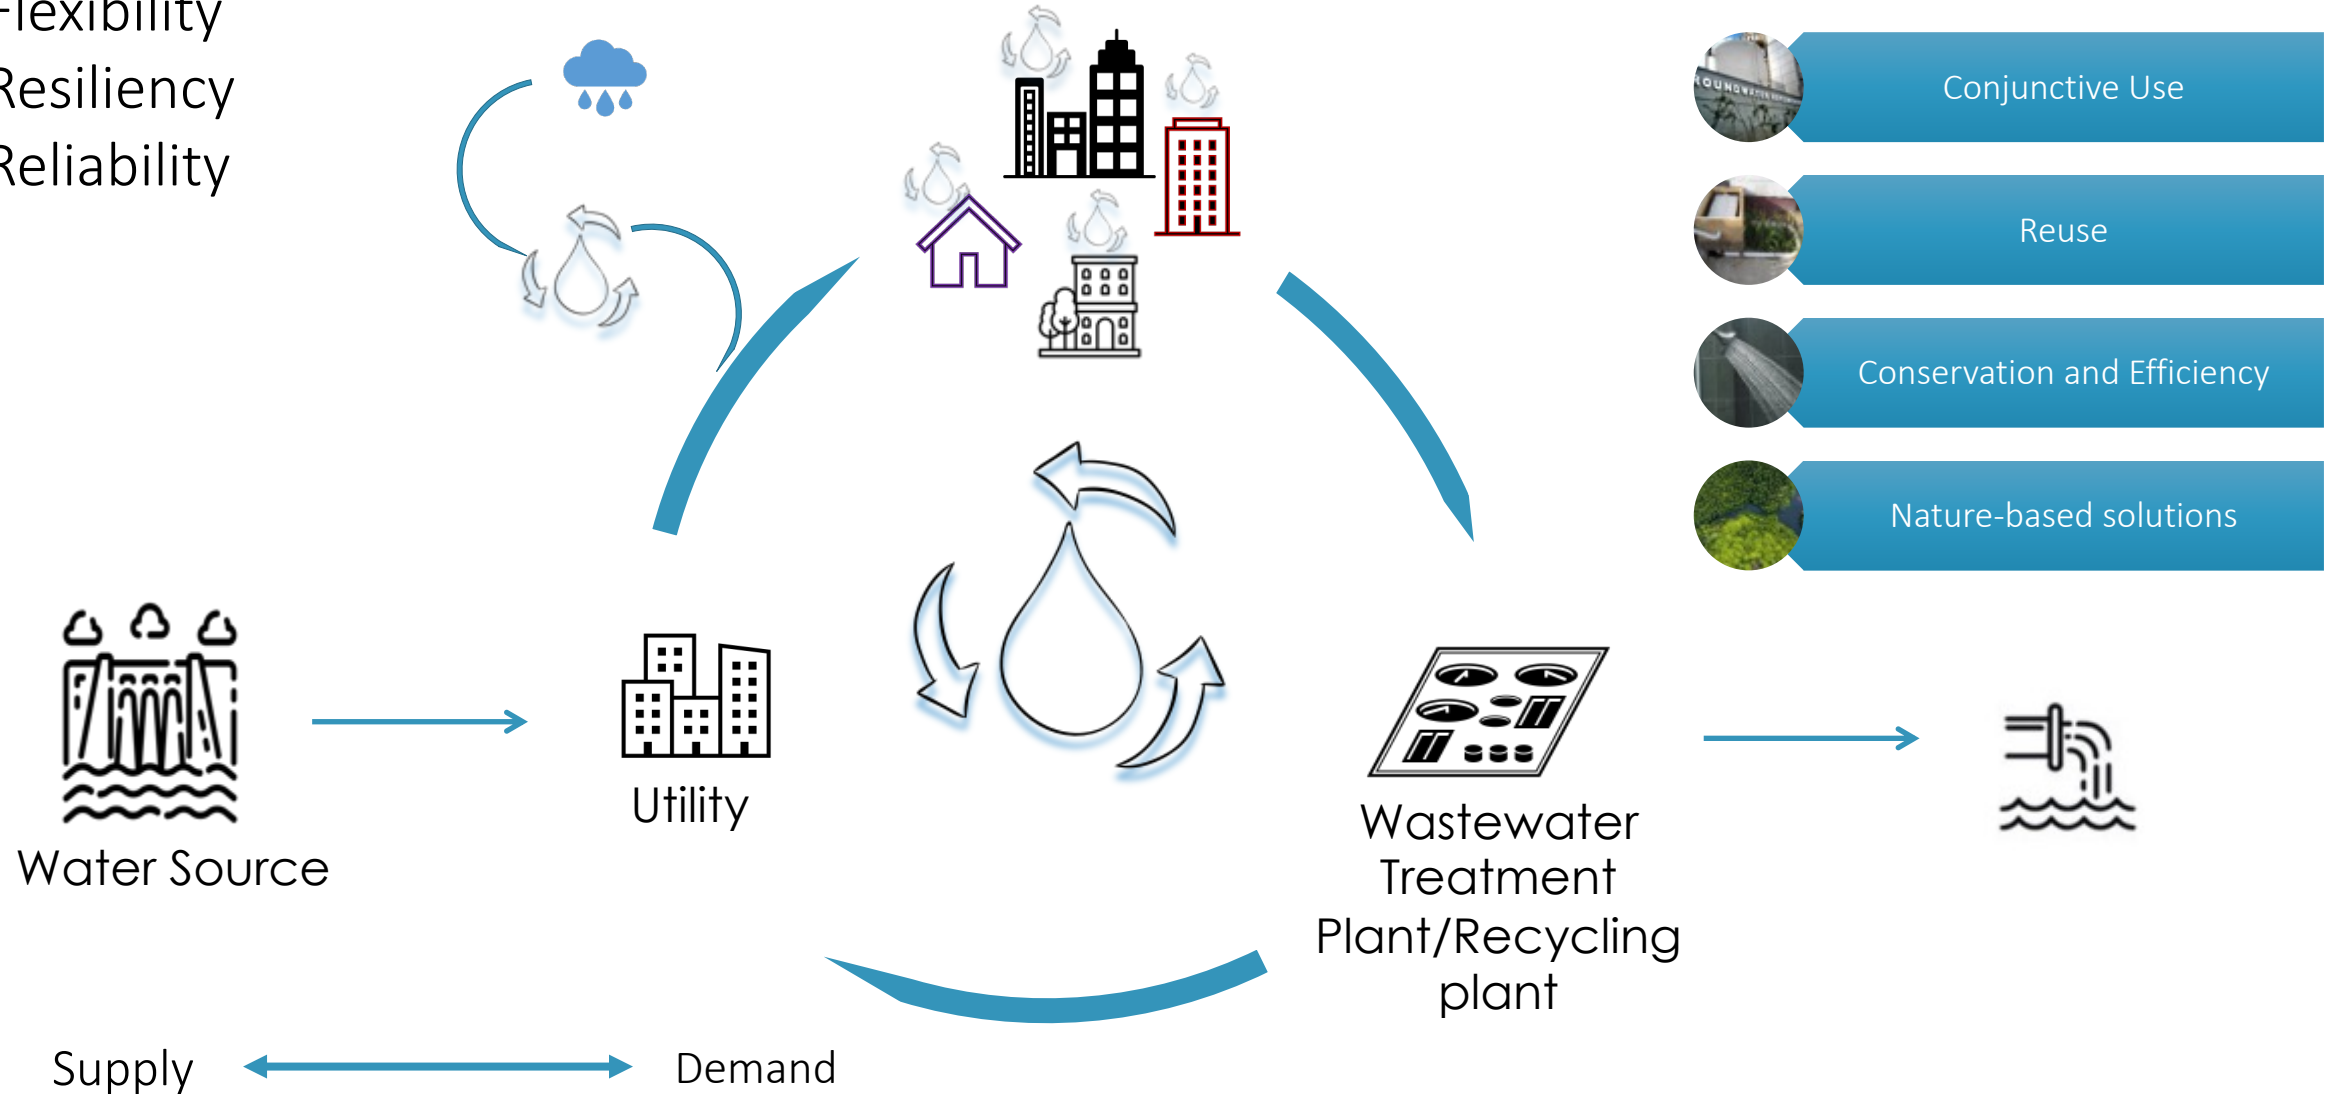 Flexibility
Resiliency
Reliability
Conjunctive Use
Reuse
Conservation and Efficiency
Nature-based solutions
Water Source
Utility
Wastewater
Treatment
Plant/Recycling
plant
Supply
Demand